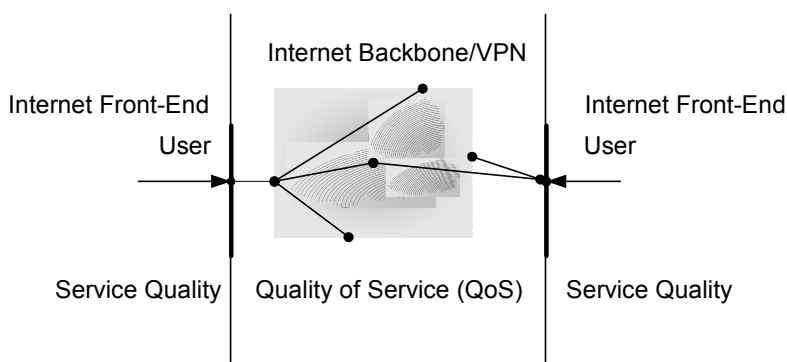 Internet Backbone/VPN
Internet Front-End
User
Internet Front-End
User
Service Quality
Quality of Service (QoS)
Service Quality